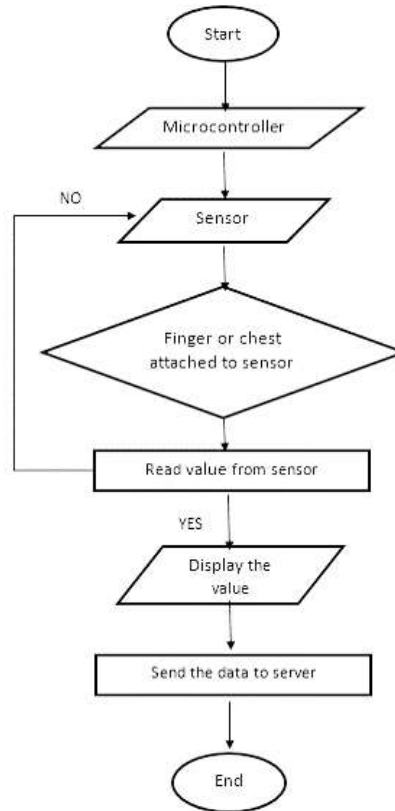 Start
Microcontroller
NO
Sensor
Finger or chest
attached to sensor
Read value from sensor
YES
Display the
value
Send the data to server
End